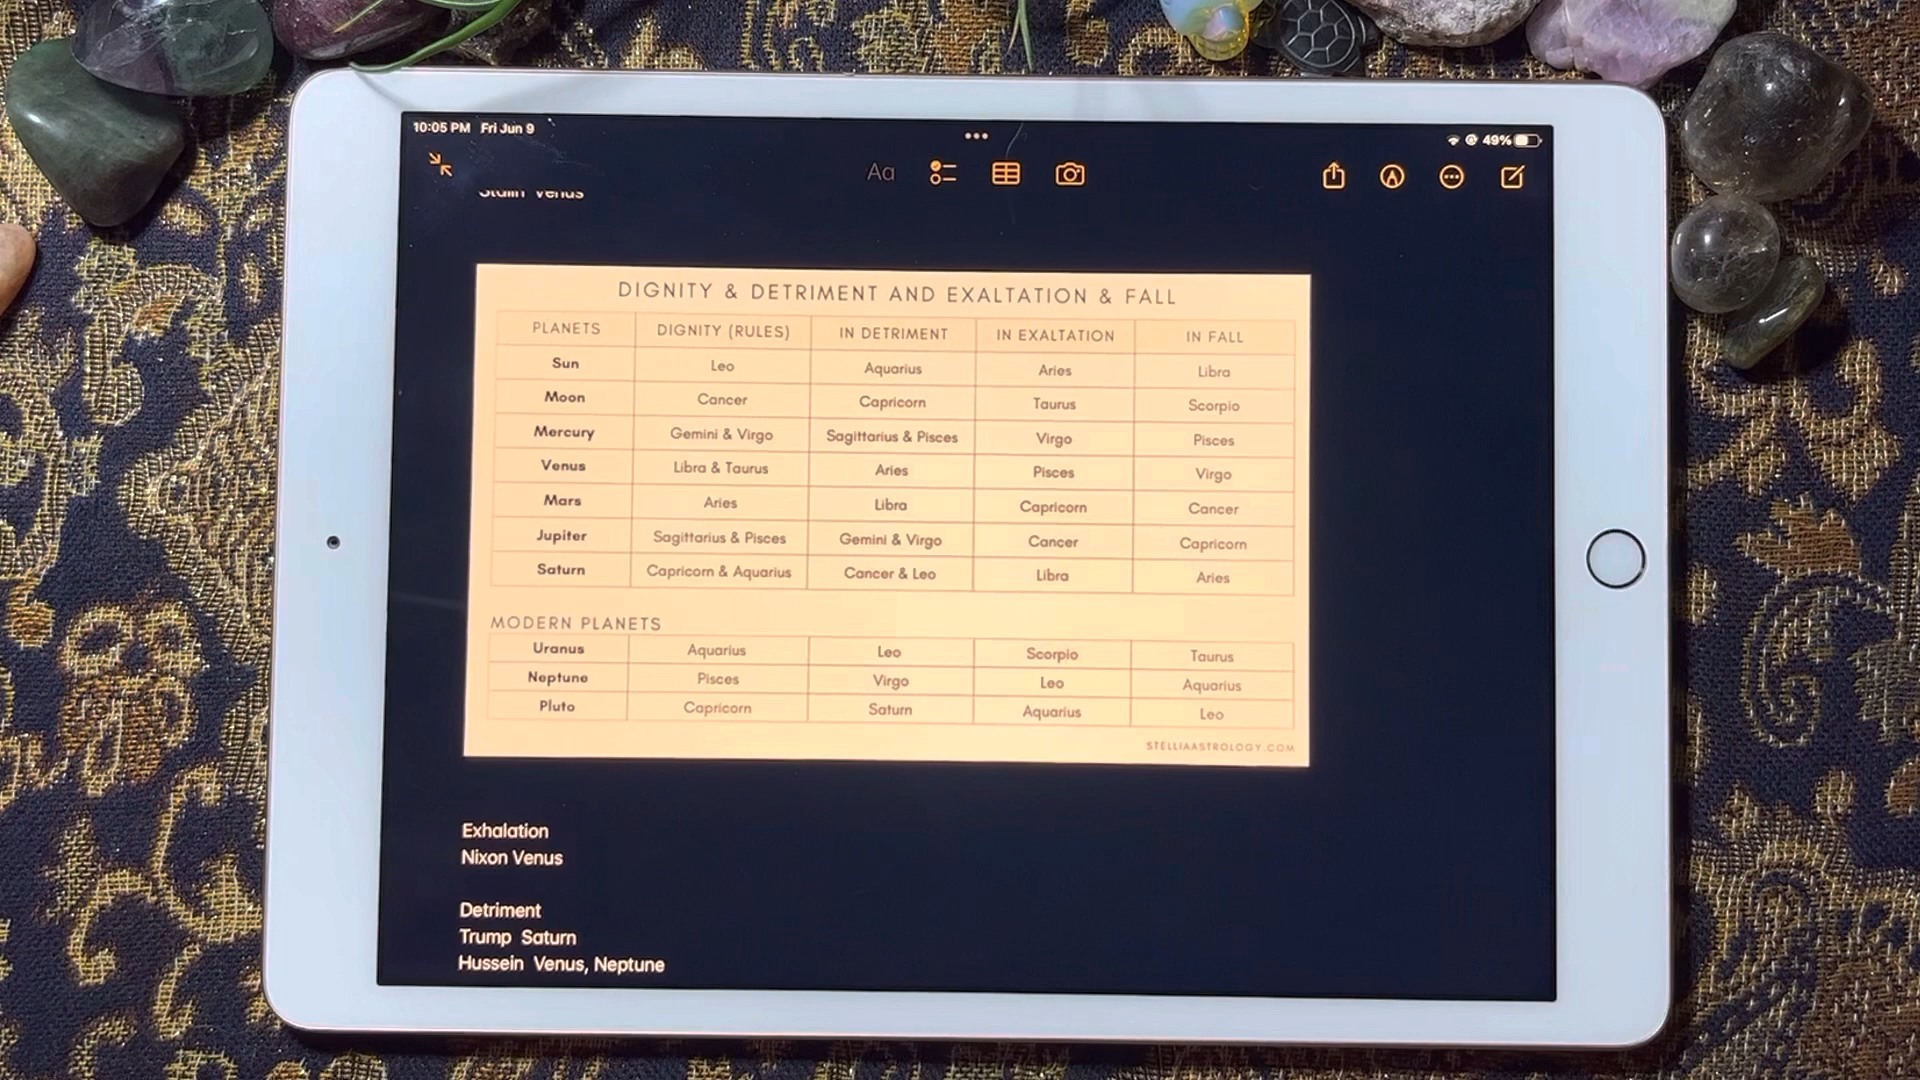 10:05 PM Fri Jun 9
49%
Aa
Stalin Venus
DIGNITY & DETRIMENT AND EXALTATION & FALL
PLANETS DIGNITY (RULES) IN DETRIMENT IN EXALTATION IN FALL
Sun Leo Aquarius Aries Libra
Moon Cancer Capricorn Taurus Scorpio
Mercury Gemini & Virgo Sagittarius & Pisces Virgo Pisces
Venus Libra & Taurus Aries Pisces Virgo
Mars Aries Libra Capricorn Cancer
Jupiter Sagittarius & Pisces Gemini & Virgo Cancer Capricorn
Saturn Capricorn & Aquarius Cancer & Leo Libra Aries
MODERN PLANETS
Uranus Aquarius Leo Scorpio Taurus
Neptune Pisces Virgo Leo Aquarius
Pluto Capricorn Saturn Aquarius Leo
STELLIAASTROLOGY.COM
Exhalation
Nixon Venus
Detriment
Trump Saturn
Hussein Venus, Neptune